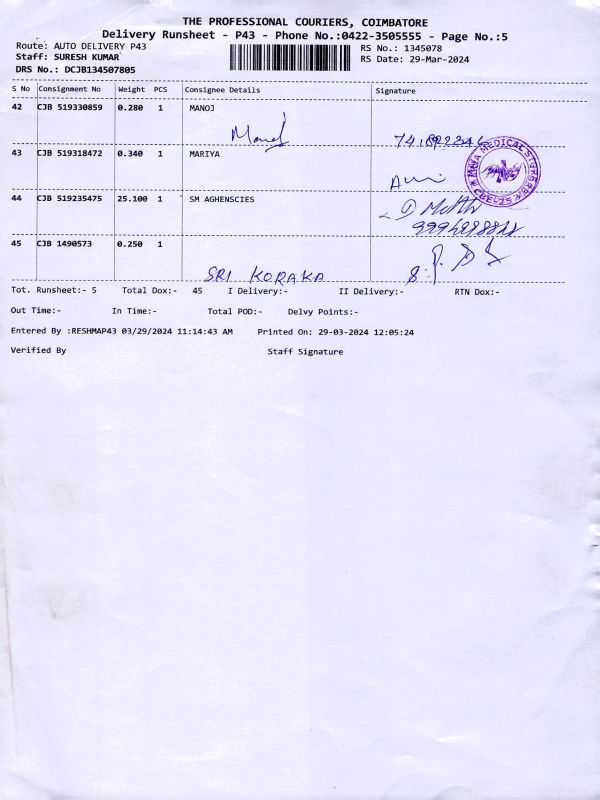 THE PROFESSIONAL COURIERS, COIMBATORE
Delivery Runsheet - P43 - Phone No.:0422-3505555 - Page No.:5
Route: AUTO DELIVERY P43
RS No.: 1345078
Staff: SURESH KUMAR
RS Date: 29-Mar-2024
DRS No.: DCJB134507805
S No Consignment No Weight PCS Consignee Details Signature
42 CJB 519330859 0.280 1 MANOJ
Manoj
43 CJB 519318472 0.340 1 MARIYA
MEDICAL STORES
44 CJB 519235475 25.100 1 SM AGHENSCIES
45 CJB 1490573 0.250 1
SRI KORAKA
Tot. Runsheet:- 5 Total Dox:- 45 I Delivery:- II Delivery:- RTN Dox:-
Out Time:- In Time:- Total POD:- Delvy Points:-
Entered By :RESHMAP43 03/29/2024 11:14:43 AM Printed On: 29-03-2024 12:05:24
Verified By Staff Signature